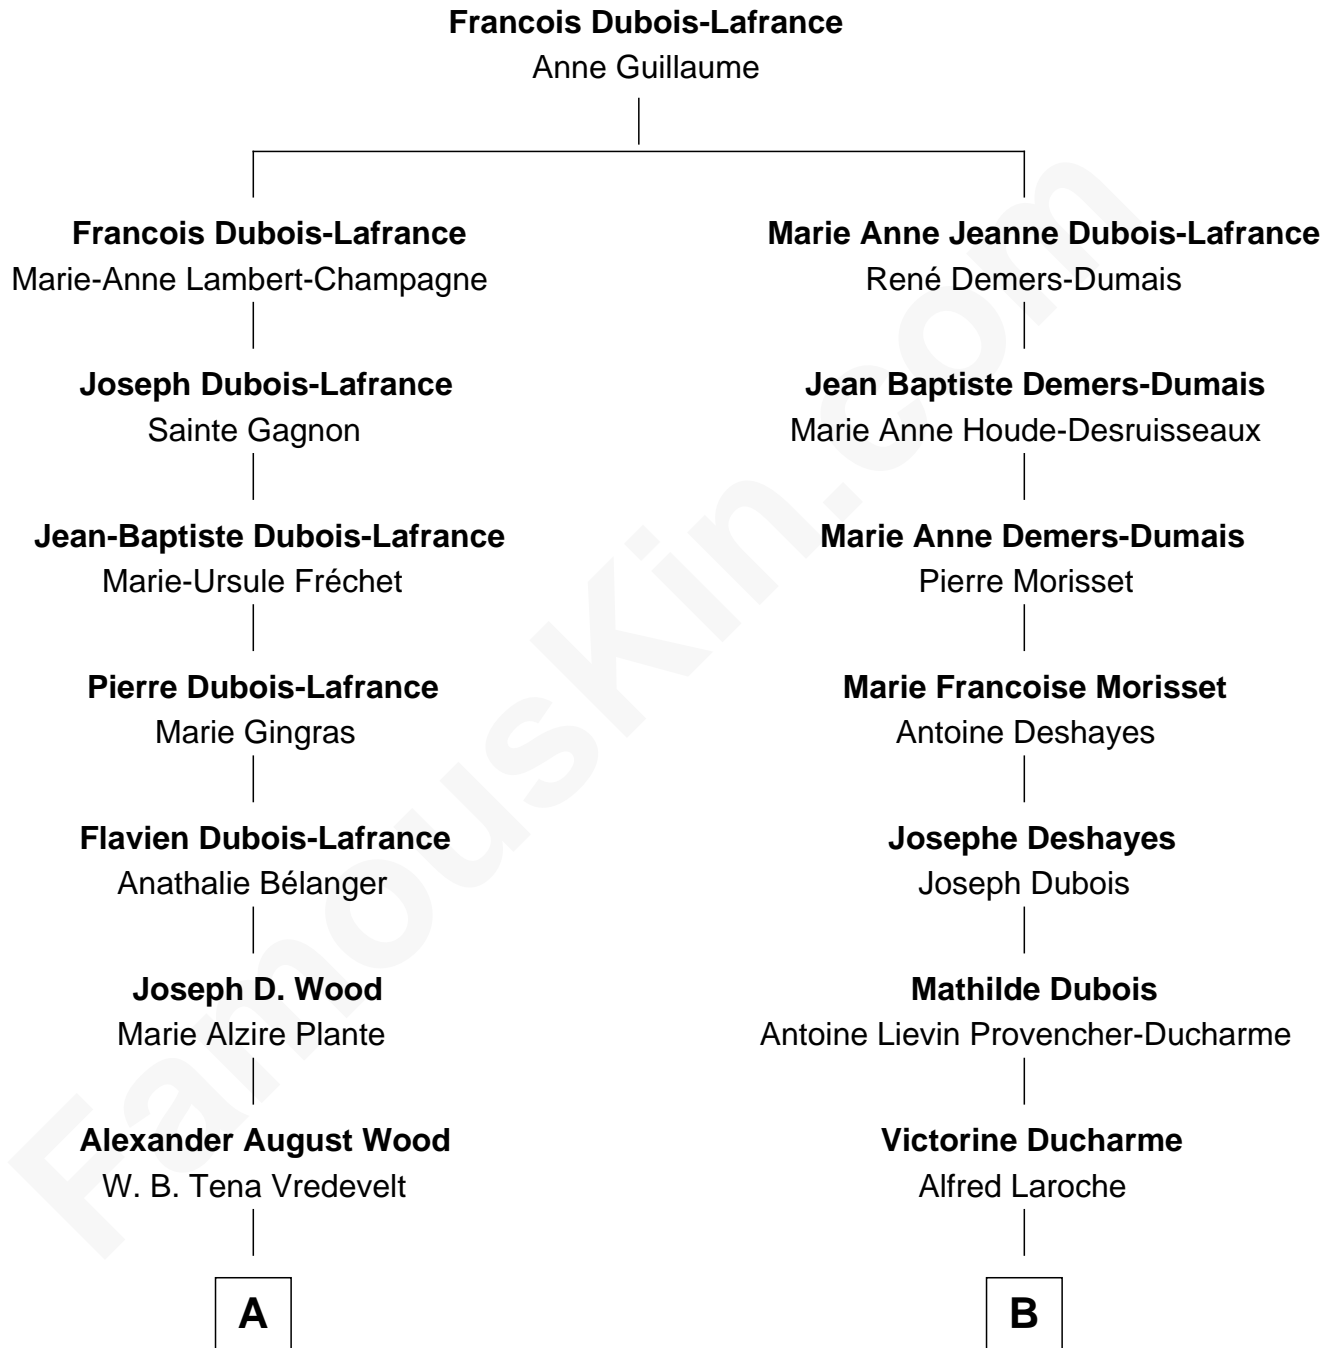 Francois Dubois-Lafrance
Anne Guillaume
Francois Dubois-Lafrance
Marie-Anne Lambert-Champagne
Marie Anne Jeanne Dubois-Lafrance
René Demers-Dumais
Joseph Dubois-Lafrance
Sainte Gagnon
Jean Baptiste Demers-Dumais
Marie Anne Houde-Desruisseaux
Jean-Baptiste Dubois-Lafrance
Marie-Ursule Fréchet
Marie Anne Demers-Dumais
Pierre Morisset
Pierre Dubois-Lafrance
Marie Gingras
Marie Francoise Morisset
Antoine Deshayes
Flavien Dubois-Lafrance
Anathalie Bélanger
Josephe Deshayes
Joseph Dubois
Joseph D. Wood
Marie Alzire Plante
Mathilde Dubois
Antoine Lievin Provencher-Ducharme
Alexander August Wood
W. B. Tena Vredevelt
Victorine Ducharme
Alfred Laroche
A
B
FamousKin.com